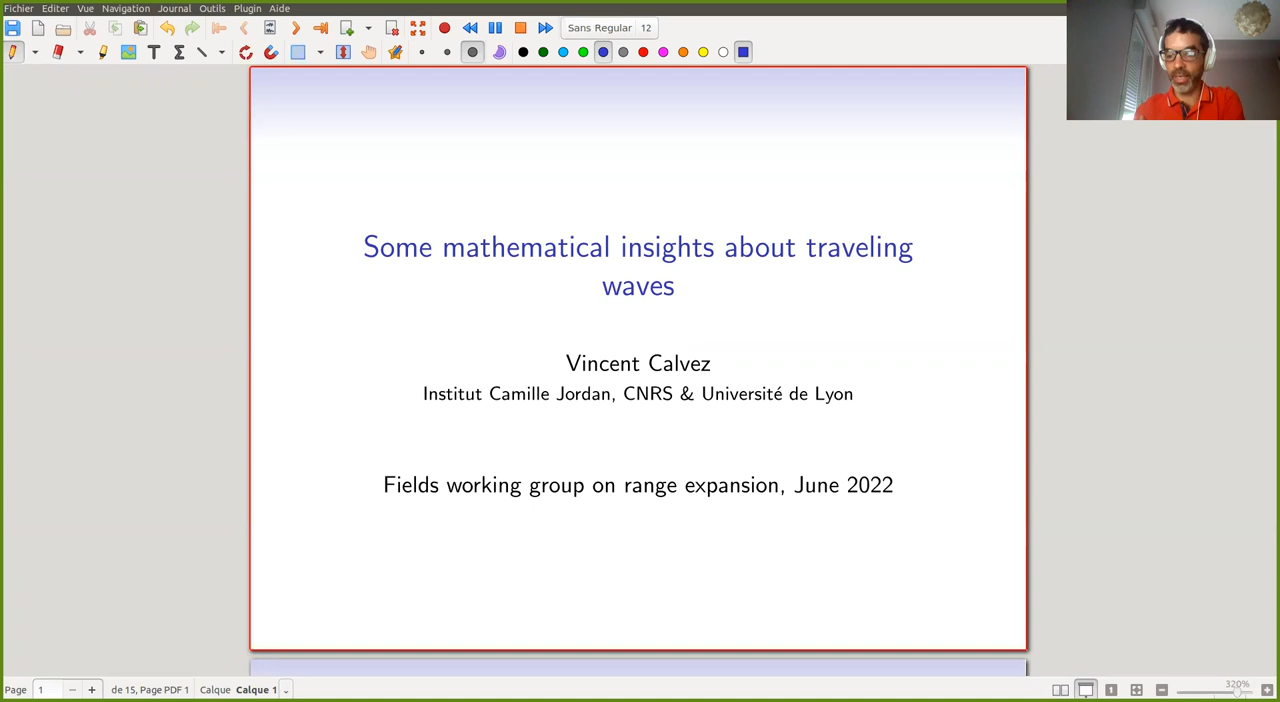 Fichier Editer Vue Navigation Journal Outils Plugin Aide
Sans Regular 12
Some mathematical insights about traveling
waves
Vincent Calvez
Institut Camille Jordan, CNRS & Université de Lyon
Fields working group on range expansion, June 2022
Page 1 de 15, Page PDF 1 Calque Calque 1 320%